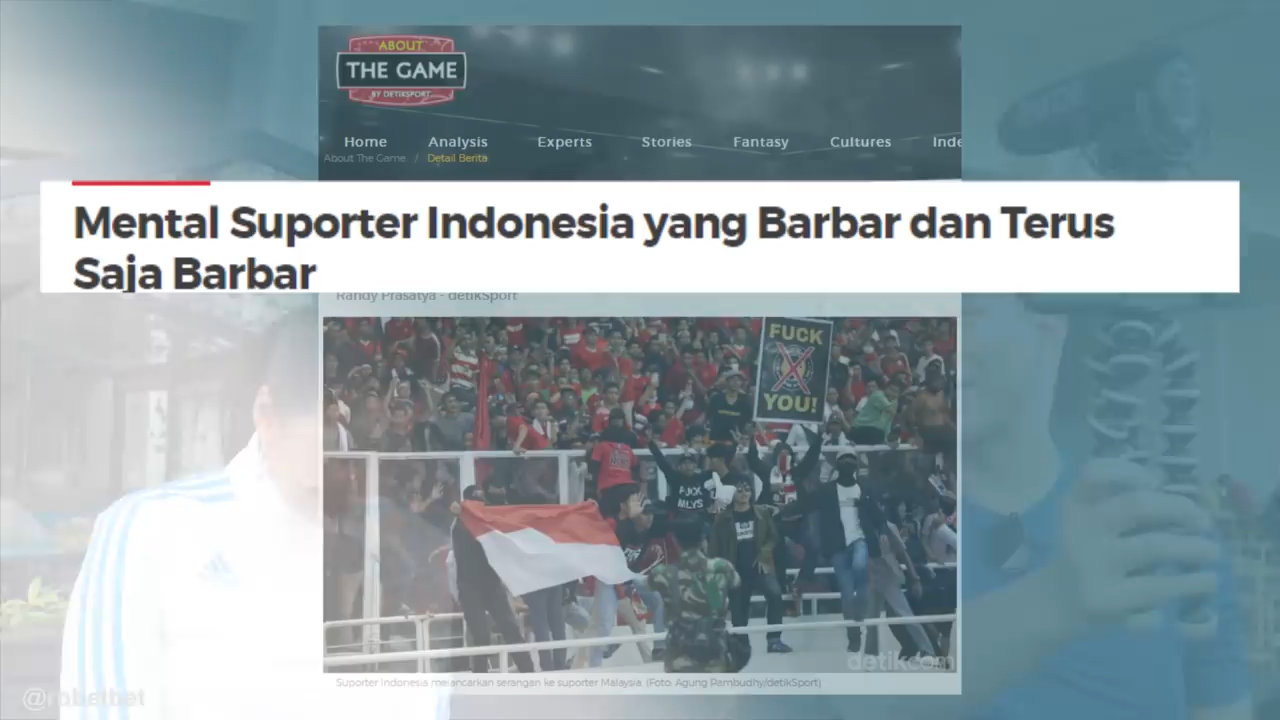 ABOUT
THE GAME
BY DETIKSPORT
Home Analysis Experts Stories Fantasy Cultures Inde
About The Game / Detail Berita
Mental Suporter Indonesia yang Barbar dan Terus
Saja Barbar
Randy Prasatya - detikSport
FUCK
YOU!
FUCK
detikcom
Suporter Indonesia melancarkan serangan ke suporter Malaysia. (Foto: Agung Pambudhy/detikSport)
@robetbet